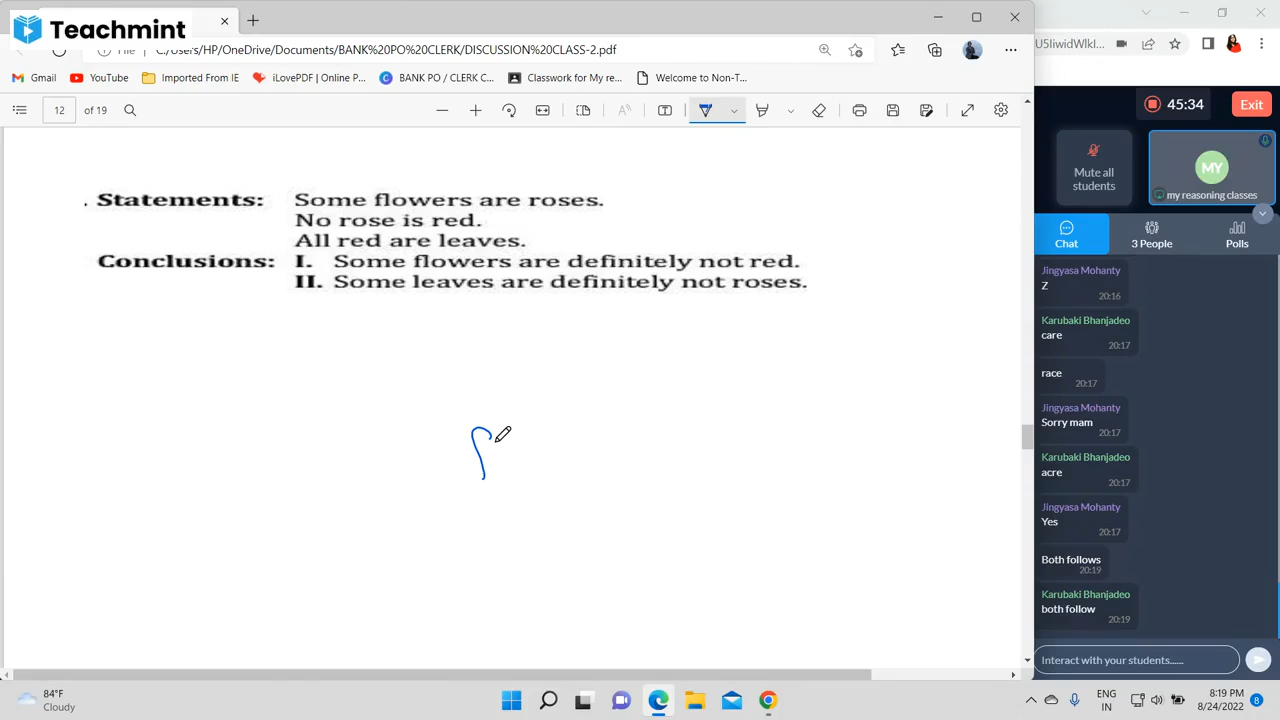 Teachmint
File C:/Users/HP/OneDrive/Documents/BANK%20PO%20CLERK/DISCUSSION%20CLASS-2.pdf
U5IiwidWlkI...
Gmail YouTube Imported From IE iLovePDF | Online P... BANK PO / CLERK C... Classwork for My re... Welcome to Non-T...
12 of 19
45:34 Exit
Mute all
students
MY
my reasoning classes
Chat 3 People Polls
. Statements: Some flowers are roses.
No rose is red.
All red are leaves.
Conclusions: I. Some flowers are definitely not red.
II. Some leaves are definitely not roses.
Jingyasa Mohanty
Z
20:16
Karubaki Bhanjadeo
care
20:17
race
20:17
Jingyasa Mohanty
Sorry mam
20:17
Karubaki Bhanjadeo
acre
20:17
Jingyasa Mohanty
Yes
20:17
Both follows
20:19
Karubaki Bhanjadeo
both follow
20:19
Interact with your students......
84°F
Cloudy
ENG
IN
8:19 PM
8/24/2022
8